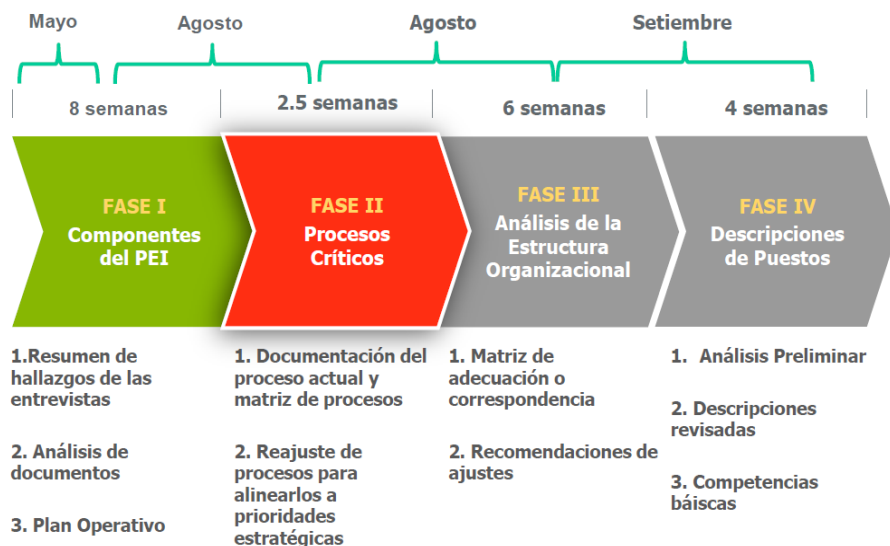 Mayo
Agosto
Agosto
Setiembre
8 semanas
2.5 semanas
6 semanas
4 semanas
FASE I
Componentes
del PEI
FASE II
Procesos
Críticos
FASE III
Análisis de la
Estructura
Organizacional
FASE IV
Descripciones
de Puestos
1.Resumen de
hallazgos de las
entrevistas
2. Análisis de
documentos
3. Plan Operativo
1. Documentación del
proceso actual y
matriz de procesos
2. Reajuste de
procesos para
alinearlos a
prioridades
estratégicas
1. Matriz de
adecuación o
correspondencia
2. Recomendaciones de
ajustes
1. Análisis Preliminar
2. Descripciones
revisadas
3. Competencias
báiscas